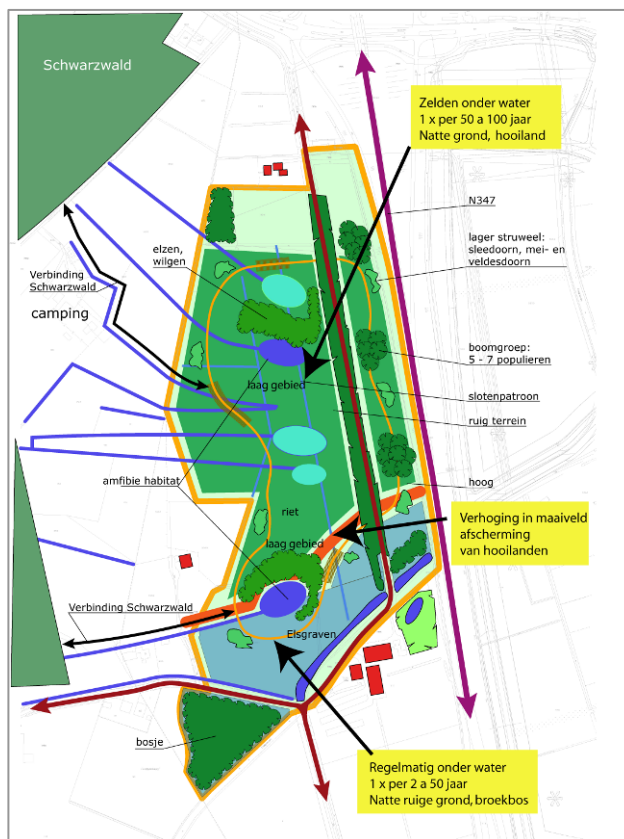 Schwarzwald
Zelden onder water
1 x per 50 a 100 jaar
Natte grond, hooiland
N347
lager struweel:
sleedoorn, mei- en
veldesdoorn
elzen,
wilgen
Verbinding
Schwarzwald
camping
boomgroep:
5 - 7 populieren
laag gebied
slotenpatroon
ruig terrein
amfibie habitat
hoog
riet
laag gebied
Verhoging in maaiveld
afscherming
van hooilanden
Verbinding Schwarzwald
Elsgraven
bosje
Regelmatig onder water
1 x per 2 a 50 jaar
Natte ruige grond, broekbos